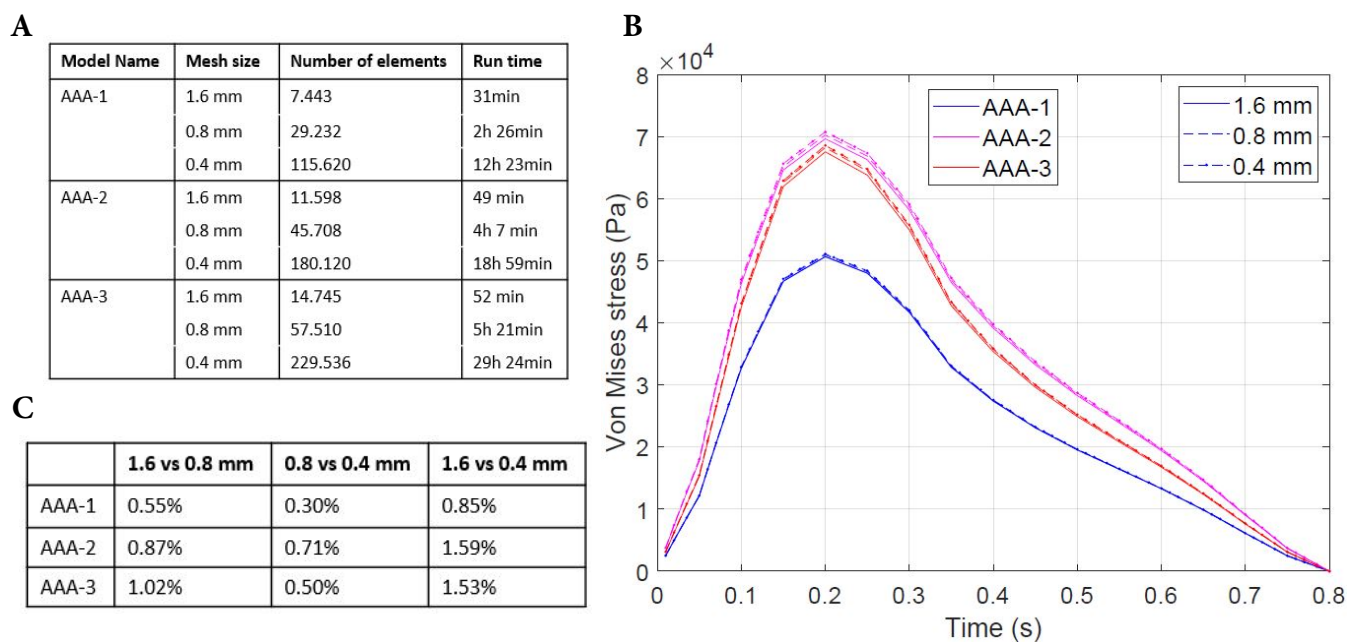 A
Model Name Mesh size Number of elements Run time
AAA-1 1.6 mm 7.443 31min
0.8 mm 29.232 2h 26min
0.4 mm 115.620 12h 23min
AAA-2 1.6 mm 11.598 49 min
0.8 mm 45.708 4h 7 min
0.4 mm 180.120 18h 59min
AAA-3 1.6 mm 14.745 52 min
0.8 mm 57.510 5h 21min
0.4 mm 229.536 29h 24min
C
1.6 vs 0.8 mm 0.8 vs 0.4 mm 1.6 vs 0.4 mm
AAA-1 0.55% 0.30% 0.85%
AAA-2 0.87% 0.71% 1.59%
AAA-3 1.02% 0.50% 1.53%
B
×10⁴
8
7
6
5
4
3
2
1
0
Von Mises stress (Pa)
AAA-1
AAA-2
AAA-3
1.6 mm
0.8 mm
0.4 mm
0 0.1 0.2 0.3 0.4 0.5 0.6 0.7 0.8
Time (s)